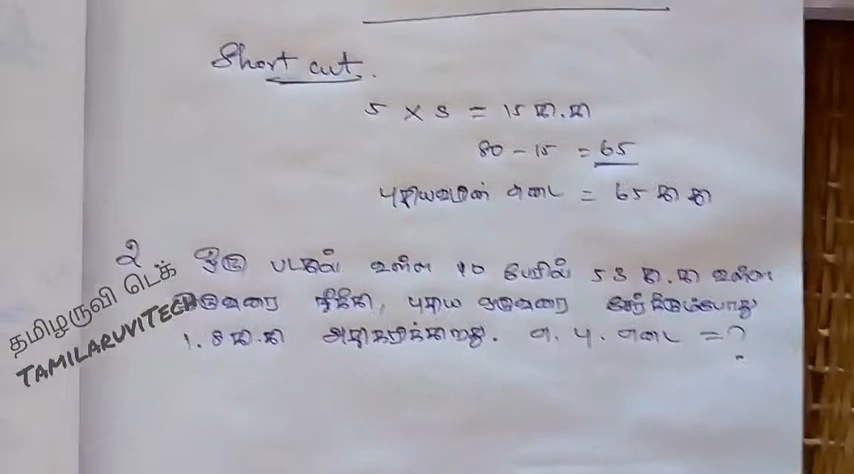 Short cut.
5 × 3 = 15 கி.கி
80 – 15 = 65
புதியவரின் எடை = 65 கி கி
2 ஒரு படகில் உள்ள 10 பேரில் 53 கி.கி உள்ள
ஒருவரை நீக்கி, புதிய ஒருவரை சேர்க்கும்போது
1.8 கி.கி அதிகரிக்கிறது. எ. பு. எடை = ?
தமிழருவி டெக்
TAMILARUVITECH